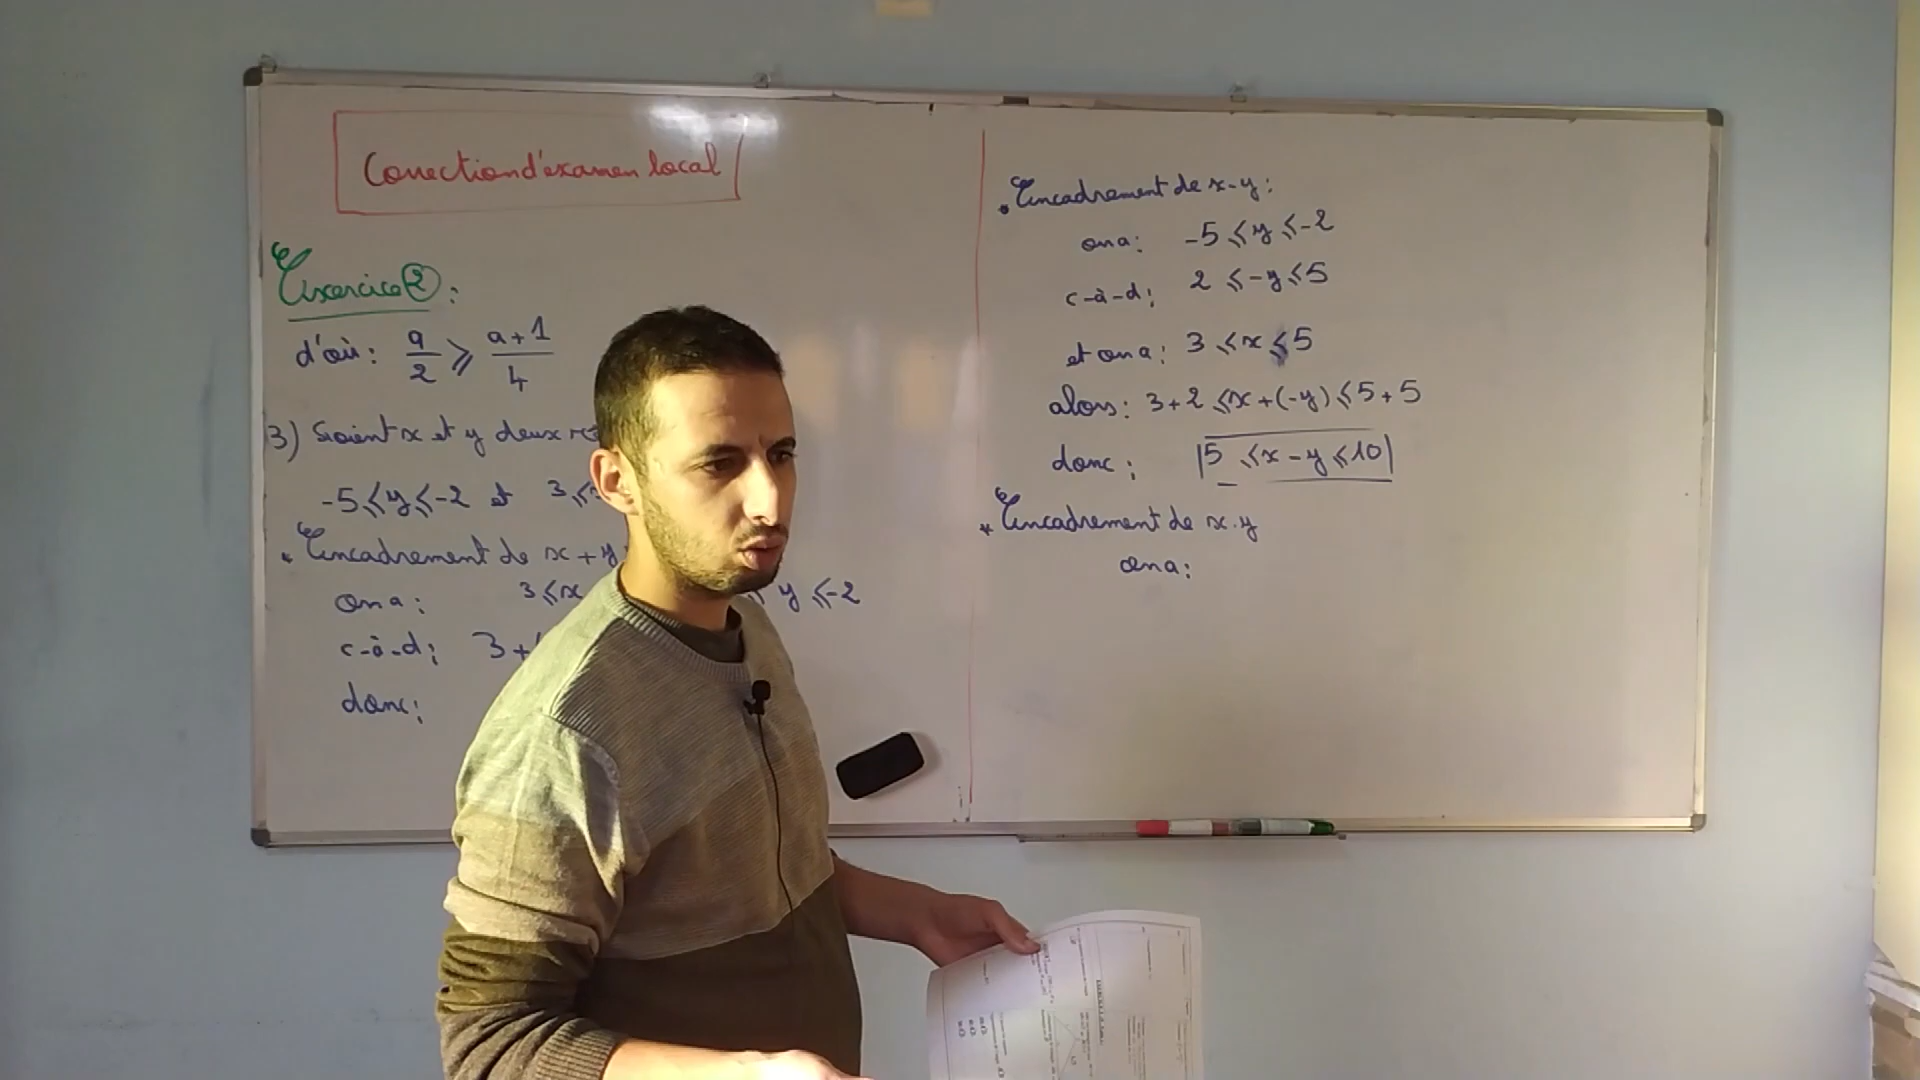 Correction d'examen local
Exercice 2 :
d'où : a/2 ⩾ a+1/4
3) Soient x et y deux
-5 ⩽ y ⩽ -2 et 3 ⩽
• Encadrement de x + y
on a : 3 ⩽ x y ⩽ -2
c-à-d ; 3 +
donc ;
• Encadrement de x - y :
on a : -5 ⩽ y ⩽ -2
c-à-d ; 2 ⩽ -y ⩽ 5
et on a : 3 ⩽ x ⩽ 5
alors : 3 + 2 ⩽ x + (-y) ⩽ 5 + 5
donc ; 5 ⩽ x - y ⩽ 10
* Encadrement de x . y
on a :